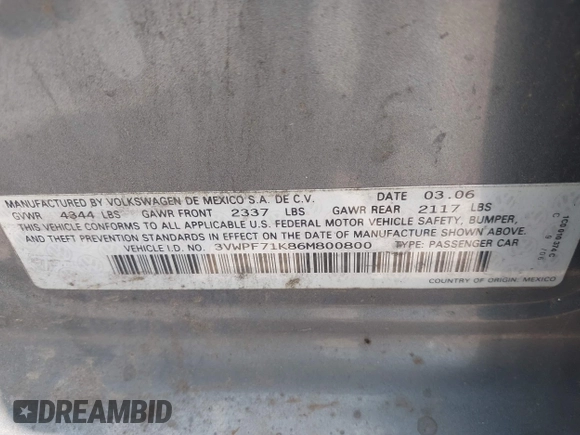 MANUFACTURED BY VOLKSWAGEN DE MEXICO S.A. DE C.V. DATE 03.06
GVWR 4344 LBS GAWR FRONT 2337 LBS GAWR REAR 2117 LBS
THIS VEHICLE CONFORMS TO ALL APPLICABLE U.S. FEDERAL MOTOR VEHICLE SAFETY, BUMPER,
AND THEFT PREVENTION STANDARDS IN EFFECT ON THE DATE OF MANUFACTURE SHOWN ABOVE.
VEHICLE I.D. NO. 3VWPF71K86M800800 TYPE: PASSENGER CAR
COUNTRY OF ORIGIN: MEXICO
DREAMBID